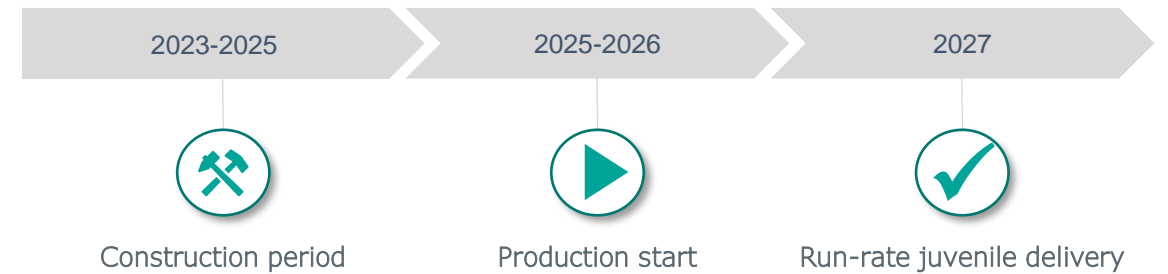 2023-2025
2025-2026
2027
Construction period
Production start
Run-rate juvenile delivery